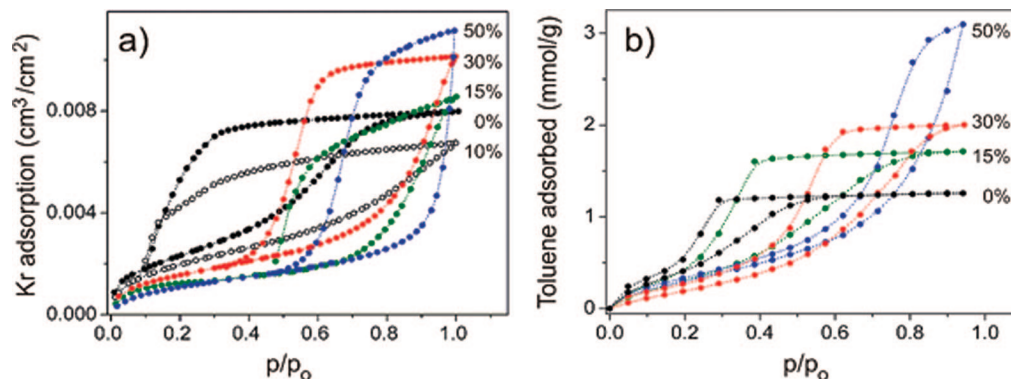 a)
Kr adsorption (cm³/cm²)
0.008
0.004
0.000
50%
30%
15%
0%
10%
0.0 0.2 0.4 0.6 0.8 1.0
p/pₒ
b)
Toluene adsorbed (mmol/g)
3
2
1
0
50%
30%
15%
0%
0.0 0.2 0.4 0.6 0.8 1.0
p/pₒ